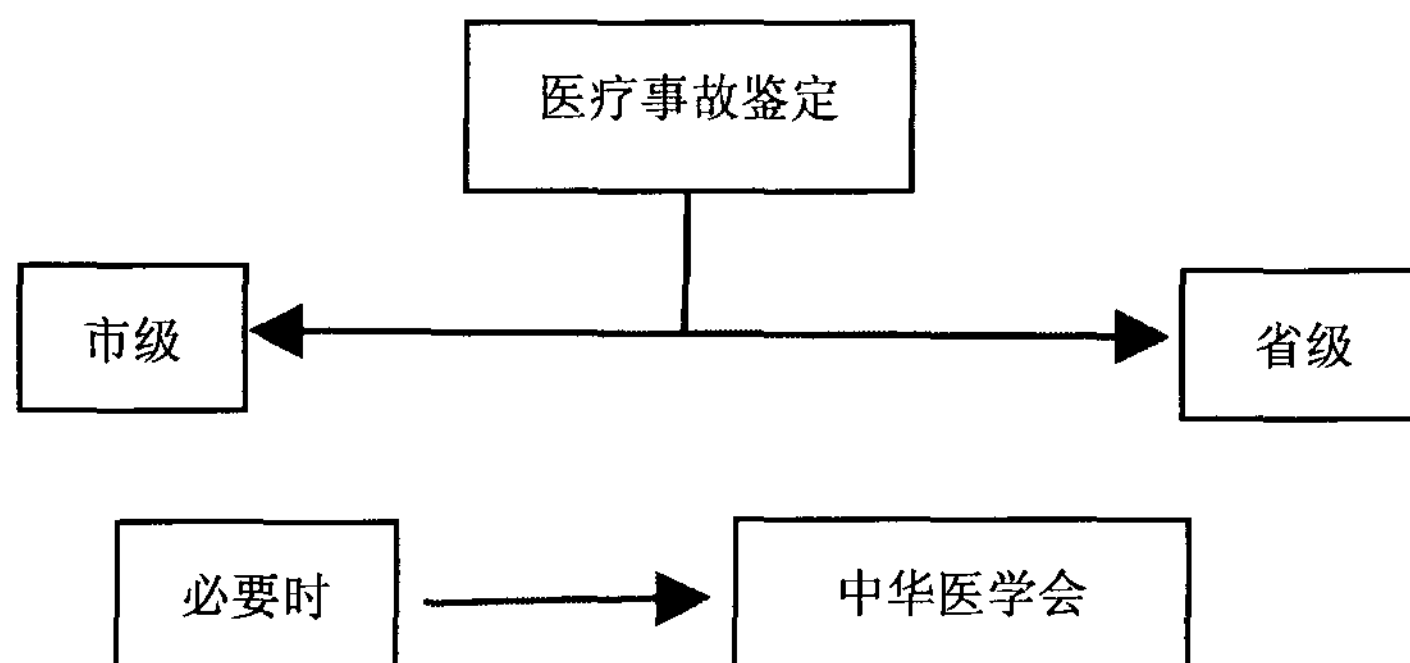 医疗事故鉴定
市级
省级
必要时
中华医学会